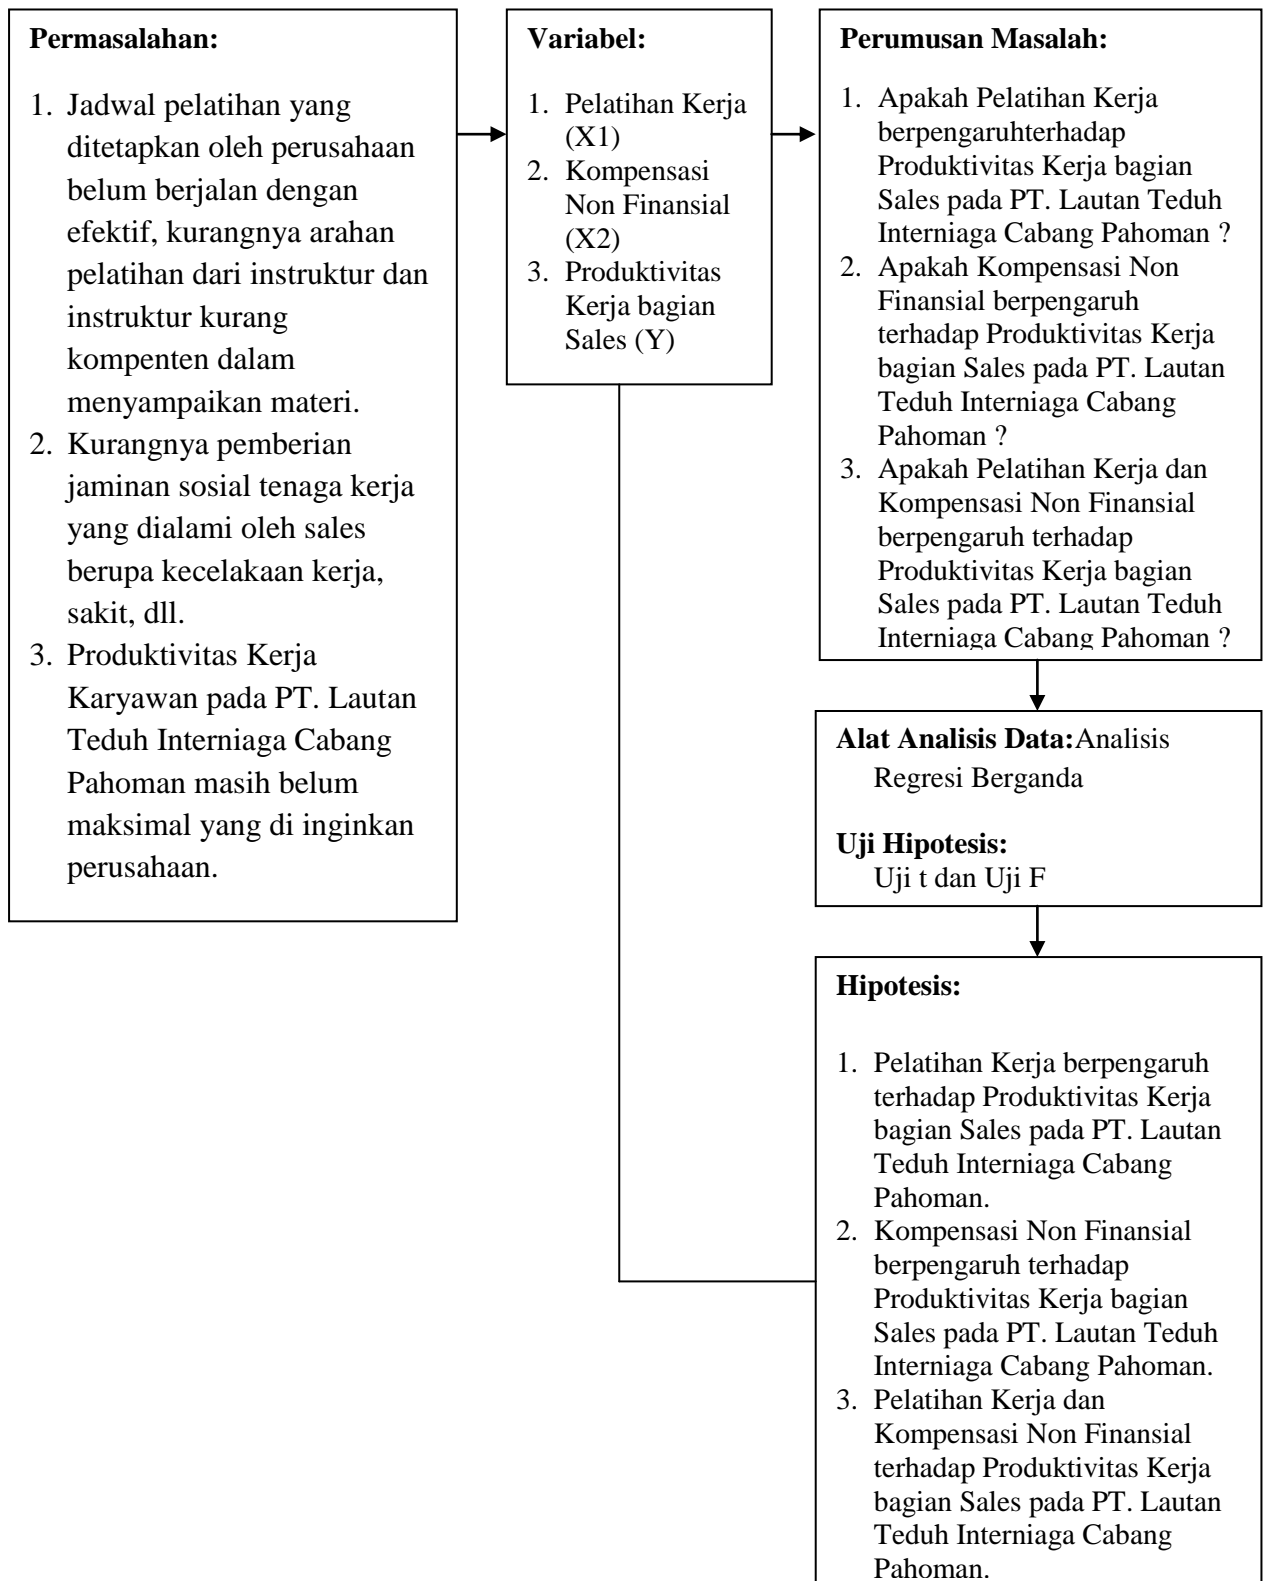 Permasalahan:
1. Jadwal pelatihan yang
ditetapkan oleh perusahaan
belum berjalan dengan
efektif, kurangnya arahan
pelatihan dari instruktur dan
instruktur kurang
kompenten dalam
menyampaikan materi.
2. Kurangnya pemberian
jaminan sosial tenaga kerja
yang dialami oleh sales
berupa kecelakaan kerja,
sakit, dll.
3. Produktivitas Kerja
Karyawan pada PT. Lautan
Teduh Interniaga Cabang
Pahoman masih belum
maksimal yang di inginkan
perusahaan.
Variabel:
1. Pelatihan Kerja
(X1)
2. Kompensasi
Non Finansial
(X2)
3. Produktivitas
Kerja bagian
Sales (Y)
Perumusan Masalah:
1. Apakah Pelatihan Kerja
berpengaruhterhadap
Produktivitas Kerja bagian
Sales pada PT. Lautan Teduh
Interniaga Cabang Pahoman ?
2. Apakah Kompensasi Non
Finansial berpengaruh
terhadap Produktivitas Kerja
bagian Sales pada PT. Lautan
Teduh Interniaga Cabang
Pahoman ?
3. Apakah Pelatihan Kerja dan
Kompensasi Non Finansial
berpengaruh terhadap
Produktivitas Kerja bagian
Sales pada PT. Lautan Teduh
Interniaga Cabang Pahoman ?
Alat Analisis Data:Analisis
Regresi Berganda
Uji Hipotesis:
Uji t dan Uji F
Hipotesis:
1. Pelatihan Kerja berpengaruh
terhadap Produktivitas Kerja
bagian Sales pada PT. Lautan
Teduh Interniaga Cabang
Pahoman.
2. Kompensasi Non Finansial
berpengaruh terhadap
Produktivitas Kerja bagian
Sales pada PT. Lautan Teduh
Interniaga Cabang Pahoman.
3. Pelatihan Kerja dan
Kompensasi Non Finansial
terhadap Produktivitas Kerja
bagian Sales pada PT. Lautan
Teduh Interniaga Cabang
Pahoman.